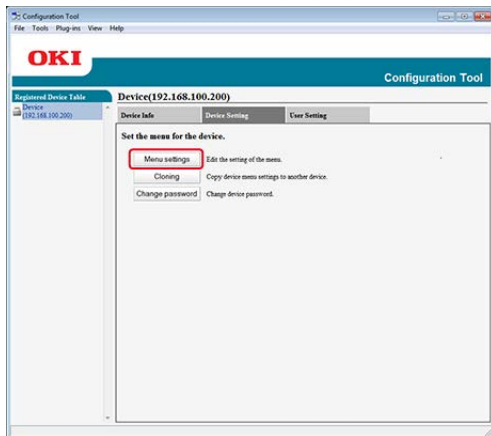 Configuration Tool
File Tools Plug-ins View Help
OKI
Configuration Tool
Registered Device Table
Device
(192.168.100.200)
Device(192.168.100.200)
Device Info Device Setting User Setting
Set the menu for the device.
Menu settings Edit the setting of the menu.
Cloning Copy device menu settings to another device.
Change password Change device password.